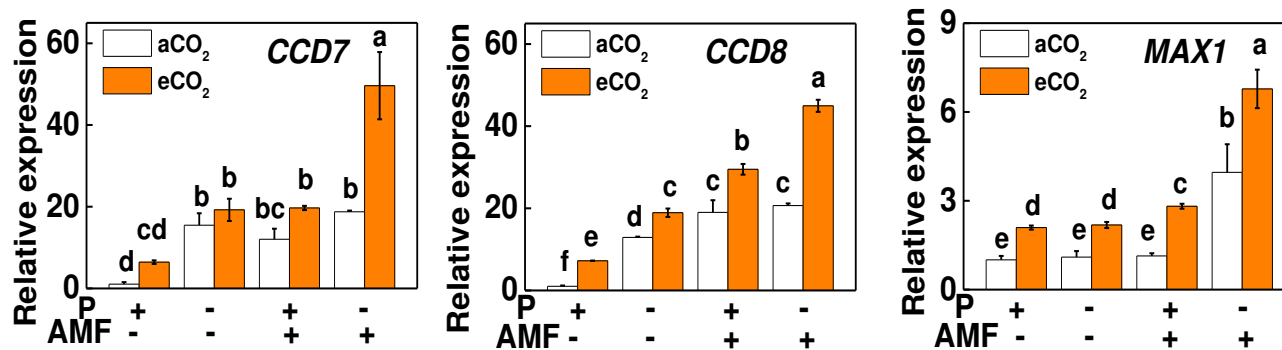 Relative expression
60
40
20
0
aCO₂
eCO₂
CCD7
d cd b b bc b b a
P + - + -
AMF - - + +
Relative expression
60
40
20
0
aCO₂
eCO₂
CCD8
f e d c c b c a
P + - + -
AMF - - + +
Relative expression
9
6
3
0
aCO₂
eCO₂
MAX1
e d e d e c b a
P + - + -
AMF - - + +